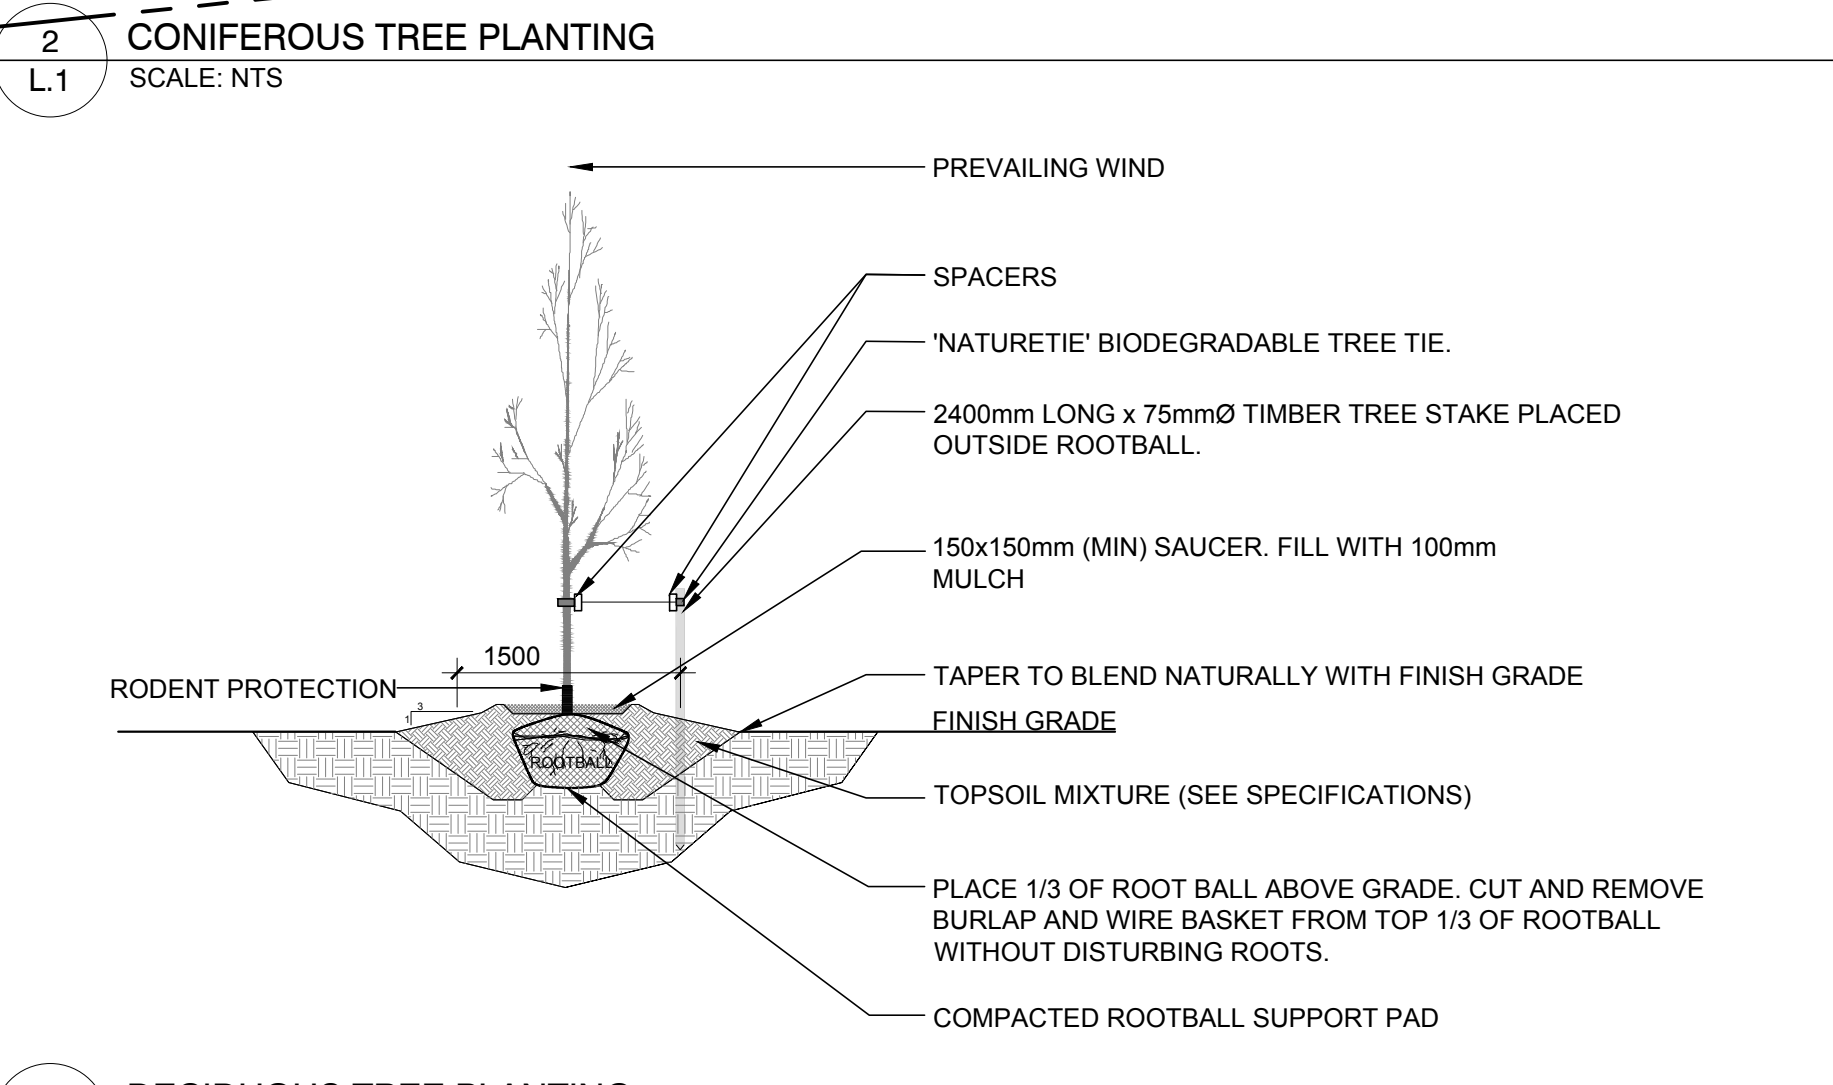 2
L.1
CONIFEROUS TREE PLANTING
SCALE: NTS
PREVAILING WIND
SPACERS
'NATURETIE' BIODEGRADABLE TREE TIE.
2400mm LONG x 75mmØ TIMBER TREE STAKE PLACED
OUTSIDE ROOTBALL.
150x150mm (MIN) SAUCER. FILL WITH 100mm
MULCH
1500
RODENT PROTECTION
TAPER TO BLEND NATURALLY WITH FINISH GRADE
3
1
FINISH GRADE
ROOTBALL
TOPSOIL MIXTURE (SEE SPECIFICATIONS)
PLACE 1/3 OF ROOT BALL ABOVE GRADE. CUT AND REMOVE
BURLAP AND WIRE BASKET FROM TOP 1/3 OF ROOTBALL
WITHOUT DISTURBING ROOTS.
COMPACTED ROOTBALL SUPPORT PAD
DECIDUOUS TREE PLANTING